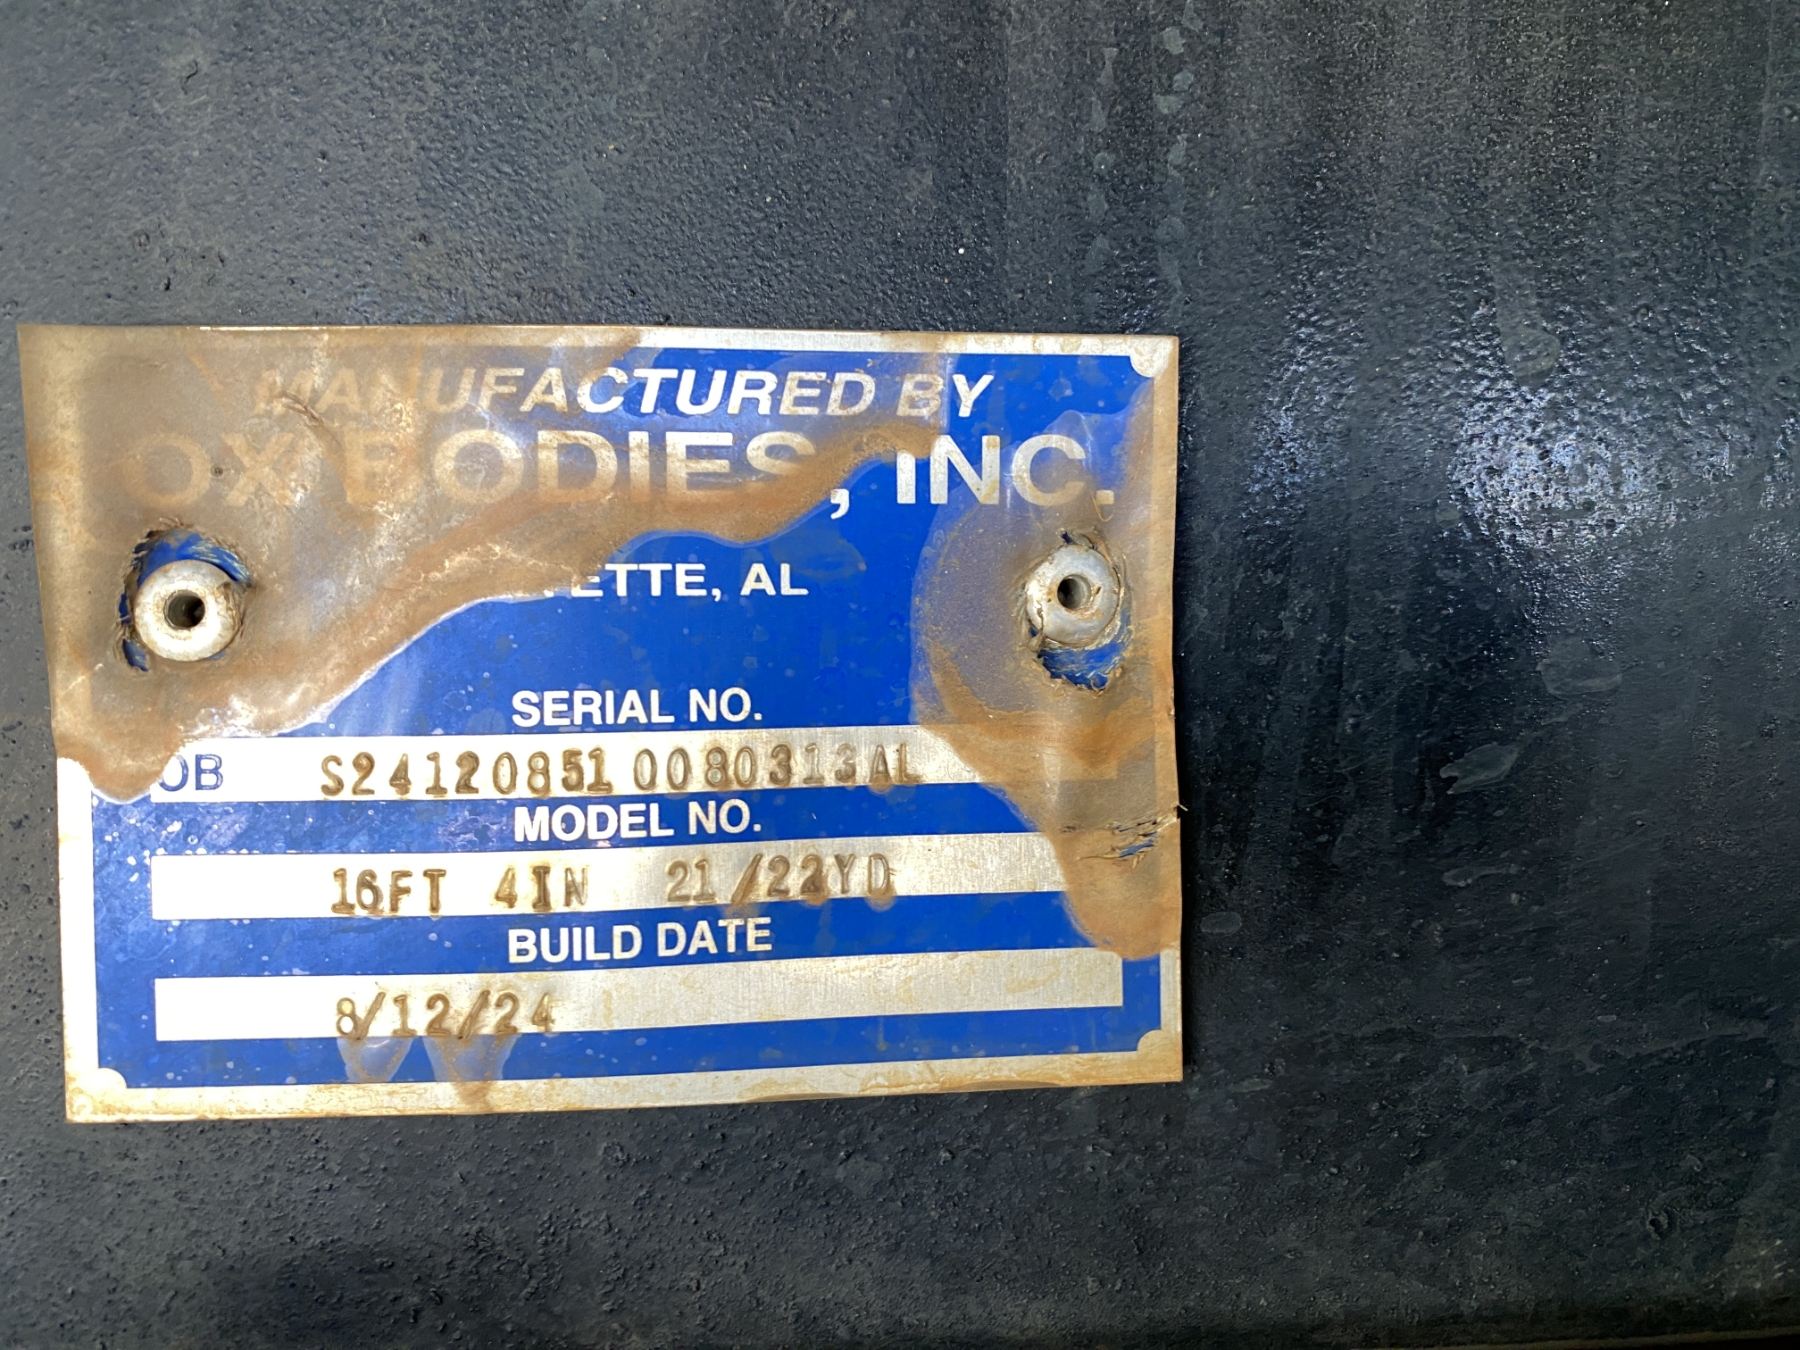 MANUFACTURED BY
OX BODIES, INC.
ETTE, AL
SERIAL NO.
OB S24120851 0080313AL
MODEL NO.
16FT 4IN 21/22YD
BUILD DATE
8/12/24